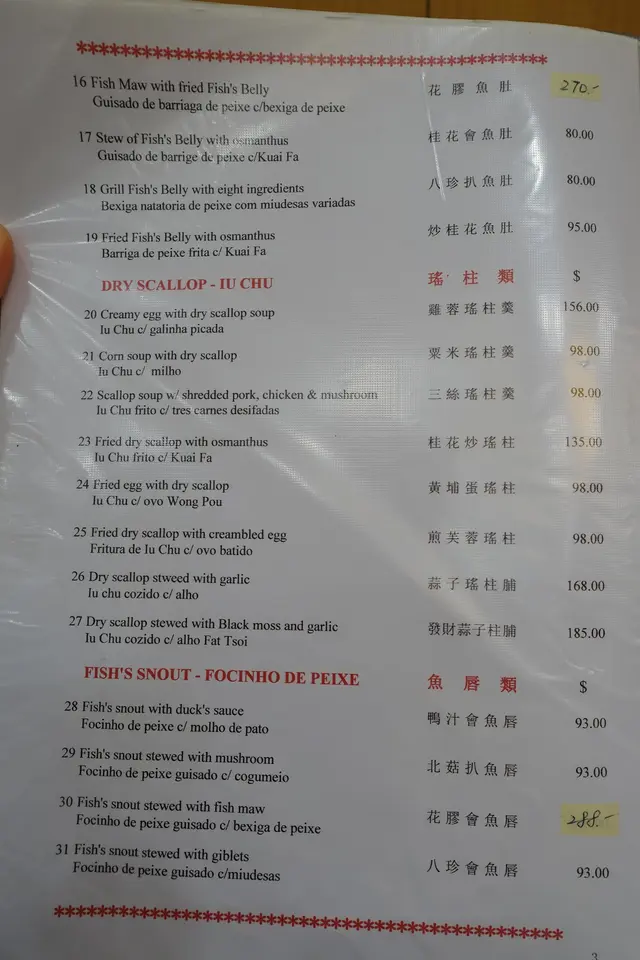 ************************************************
16 Fish Maw with fried Fish's Belly 花膠魚肚 270.-
Guisado de barriaga de peixe c/bexiga de peixe
17 Stew of Fish's Belly with osmanthus 桂花會魚肚 80.00
Guisado de barrige de peixe c/Kuai Fa
18 Grill Fish's Belly with eight ingredients 八珍扒魚肚 80.00
Bexiga natatoria de peixe com miudesas variadas
19 Fried Fish's Belly with osmanthus 炒桂花魚肚 95.00
Barriga de peixe frita c/ Kuai Fa
DRY SCALLOP - IU CHU 瑤柱類 $
20 Creamy egg with dry scallop soup 雞蓉瑤柱羹 156.00
Iu Chu c/ galinha picada
21 Corn soup with dry scallop 粟米瑤柱羹 98.00
Iu Chu c/ milho
22 Scallop soup w/ shredded pork, chicken & mushroom 三絲瑤柱羹 98.00
Iu Chu frito c/ tres carnes desifadas
23 Fried dry scallop with osmanthus 桂花炒瑤柱 135.00
Iu Chu frito c/ Kuai Fa
24 Fried egg with dry scallop 黃埔蛋瑤柱 98.00
Iu Chu c/ ovo Wong Pou
25 Fried dry scallop with creambled egg 煎芙蓉瑤柱 98.00
Fritura de Iu Chu c/ ovo batido
26 Dry scallop stweed with garlic 蒜子瑤柱脯 168.00
Iu chu cozido c/ alho
27 Dry scallop stewed with Black moss and garlic 發財蒜子柱脯 185.00
Iu Chu cozido c/ alho Fat Tsoi
FISH'S SNOUT - FOCINHO DE PEIXE 魚唇類 $
28 Fish's snout with duck's sauce 鴨汁會魚唇 93.00
Focinho de peixe c/ molho de pato
29 Fish's snout stewed with mushroom 北菇扒魚唇 93.00
Focinho de peixe guisado c/ cogumeio
30 Fish's snout stewed with fish maw 花膠會魚唇 288.-
Focinho de peixe guisado c/ bexiga de peixe
31 Fish's snout stewed with giblets 八珍會魚唇 93.00
Focinho de peixe guisado c/miudesas
************************************************
3